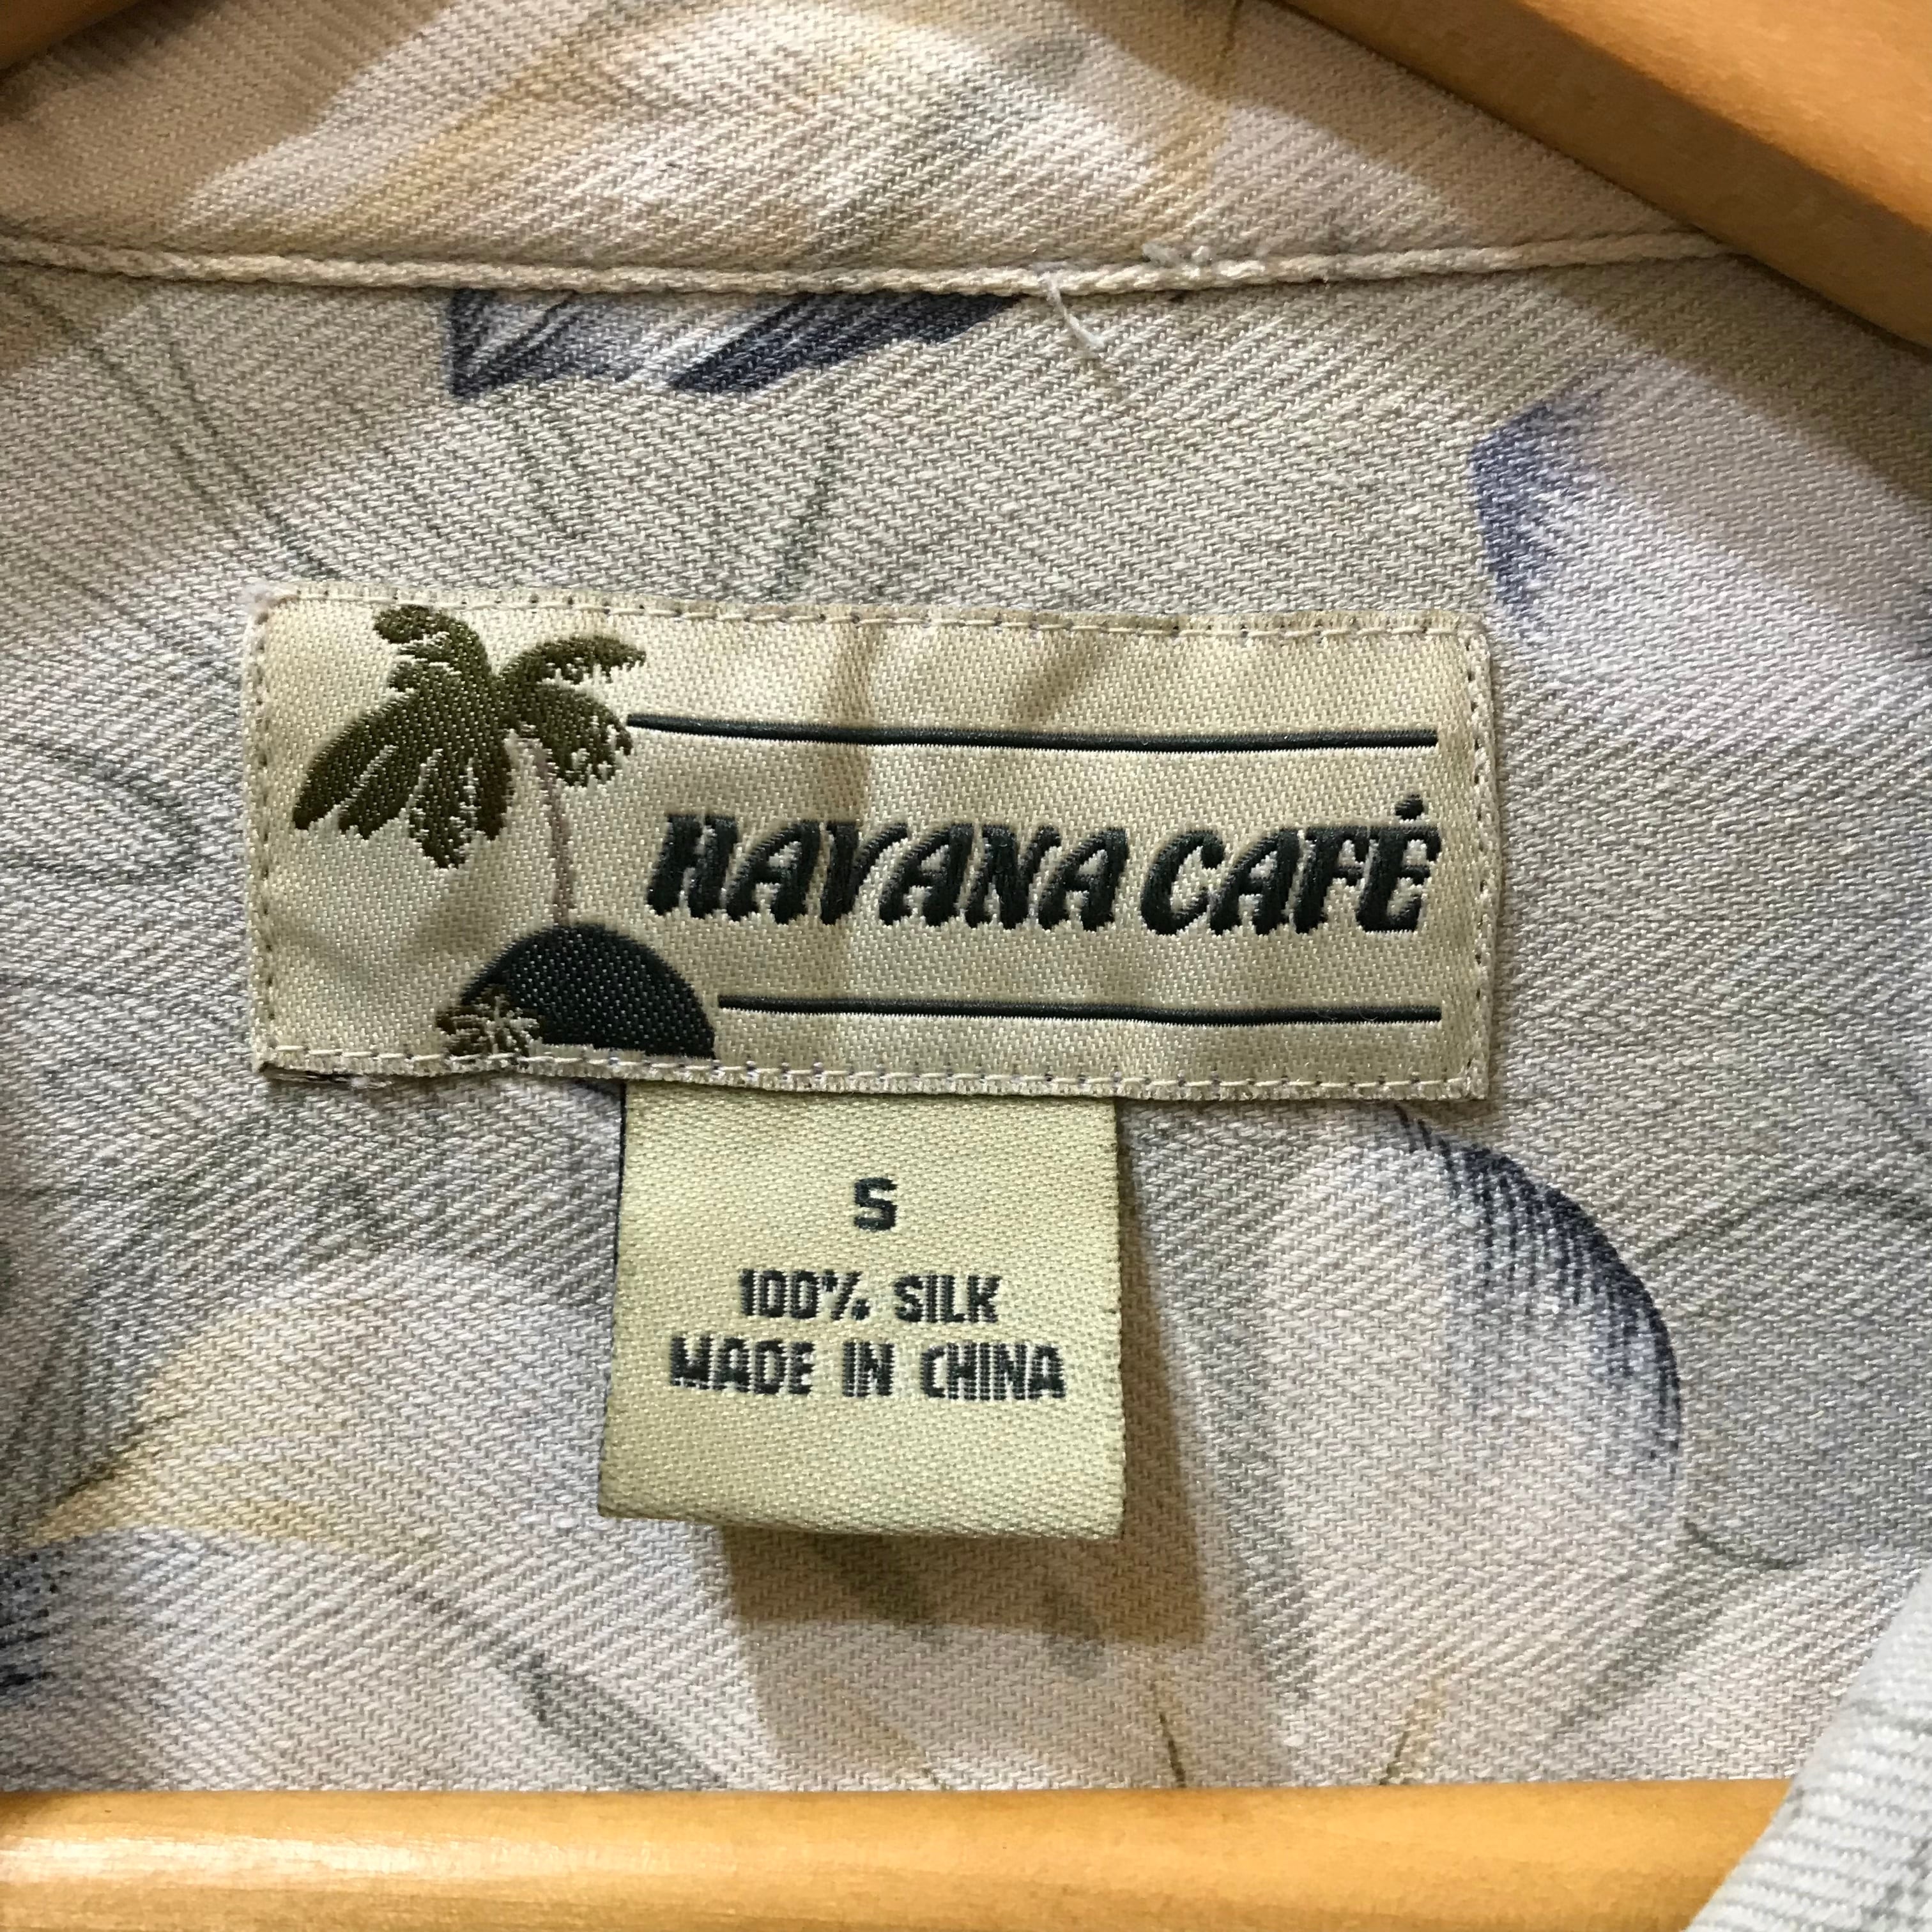 HAVANA CAFÉ
S
100% SILK
MADE IN CHINA